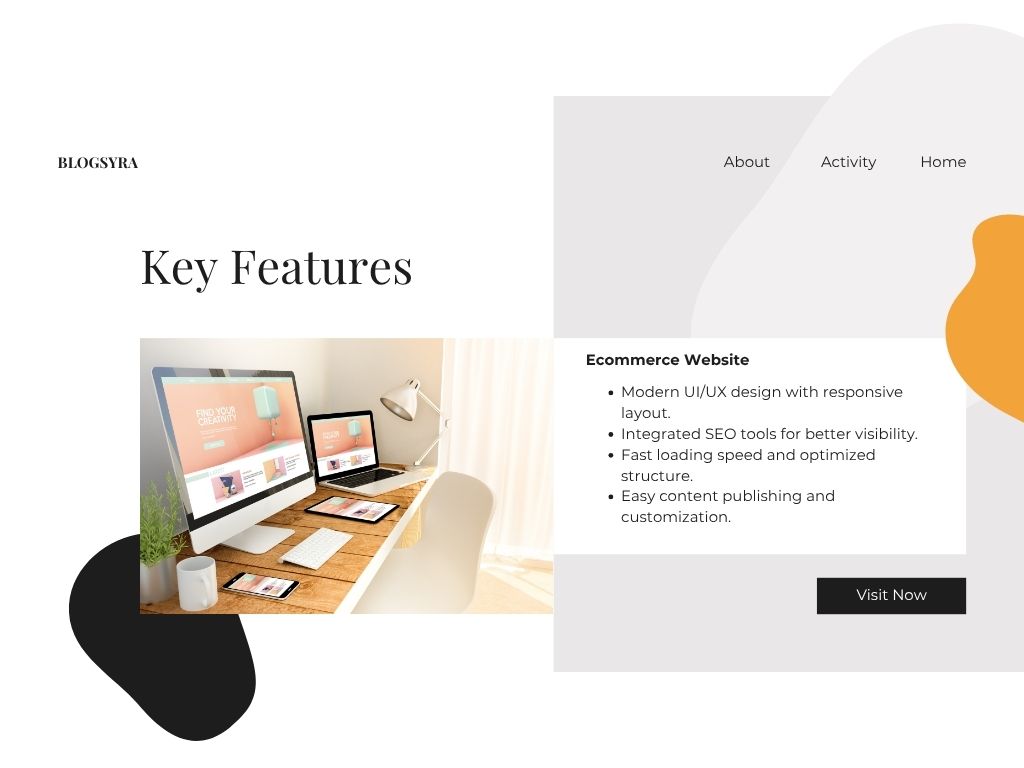 BLOGSYRA
About Activity Home
Key Features
FIND YOUR
CREATIVITY
Ecommerce Website
• Modern UI/UX design with responsive
layout.
• Integrated SEO tools for better visibility.
• Fast loading speed and optimized
structure.
• Easy content publishing and
customization.
Visit Now